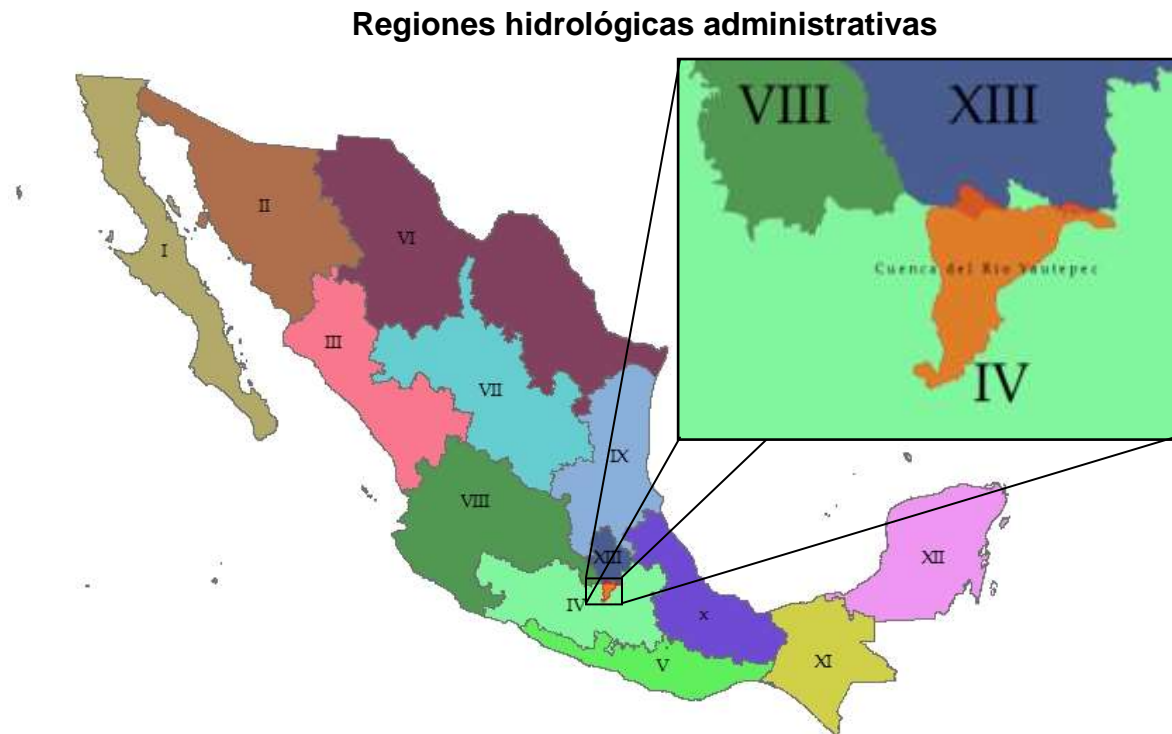 Regiones hidrológicas administrativas
VIII
XIII
Cuenca del Rio Yautepec
IV
I
II
VI
III
VII
IX
VIII
XIII
XII
IV
x
V
XI